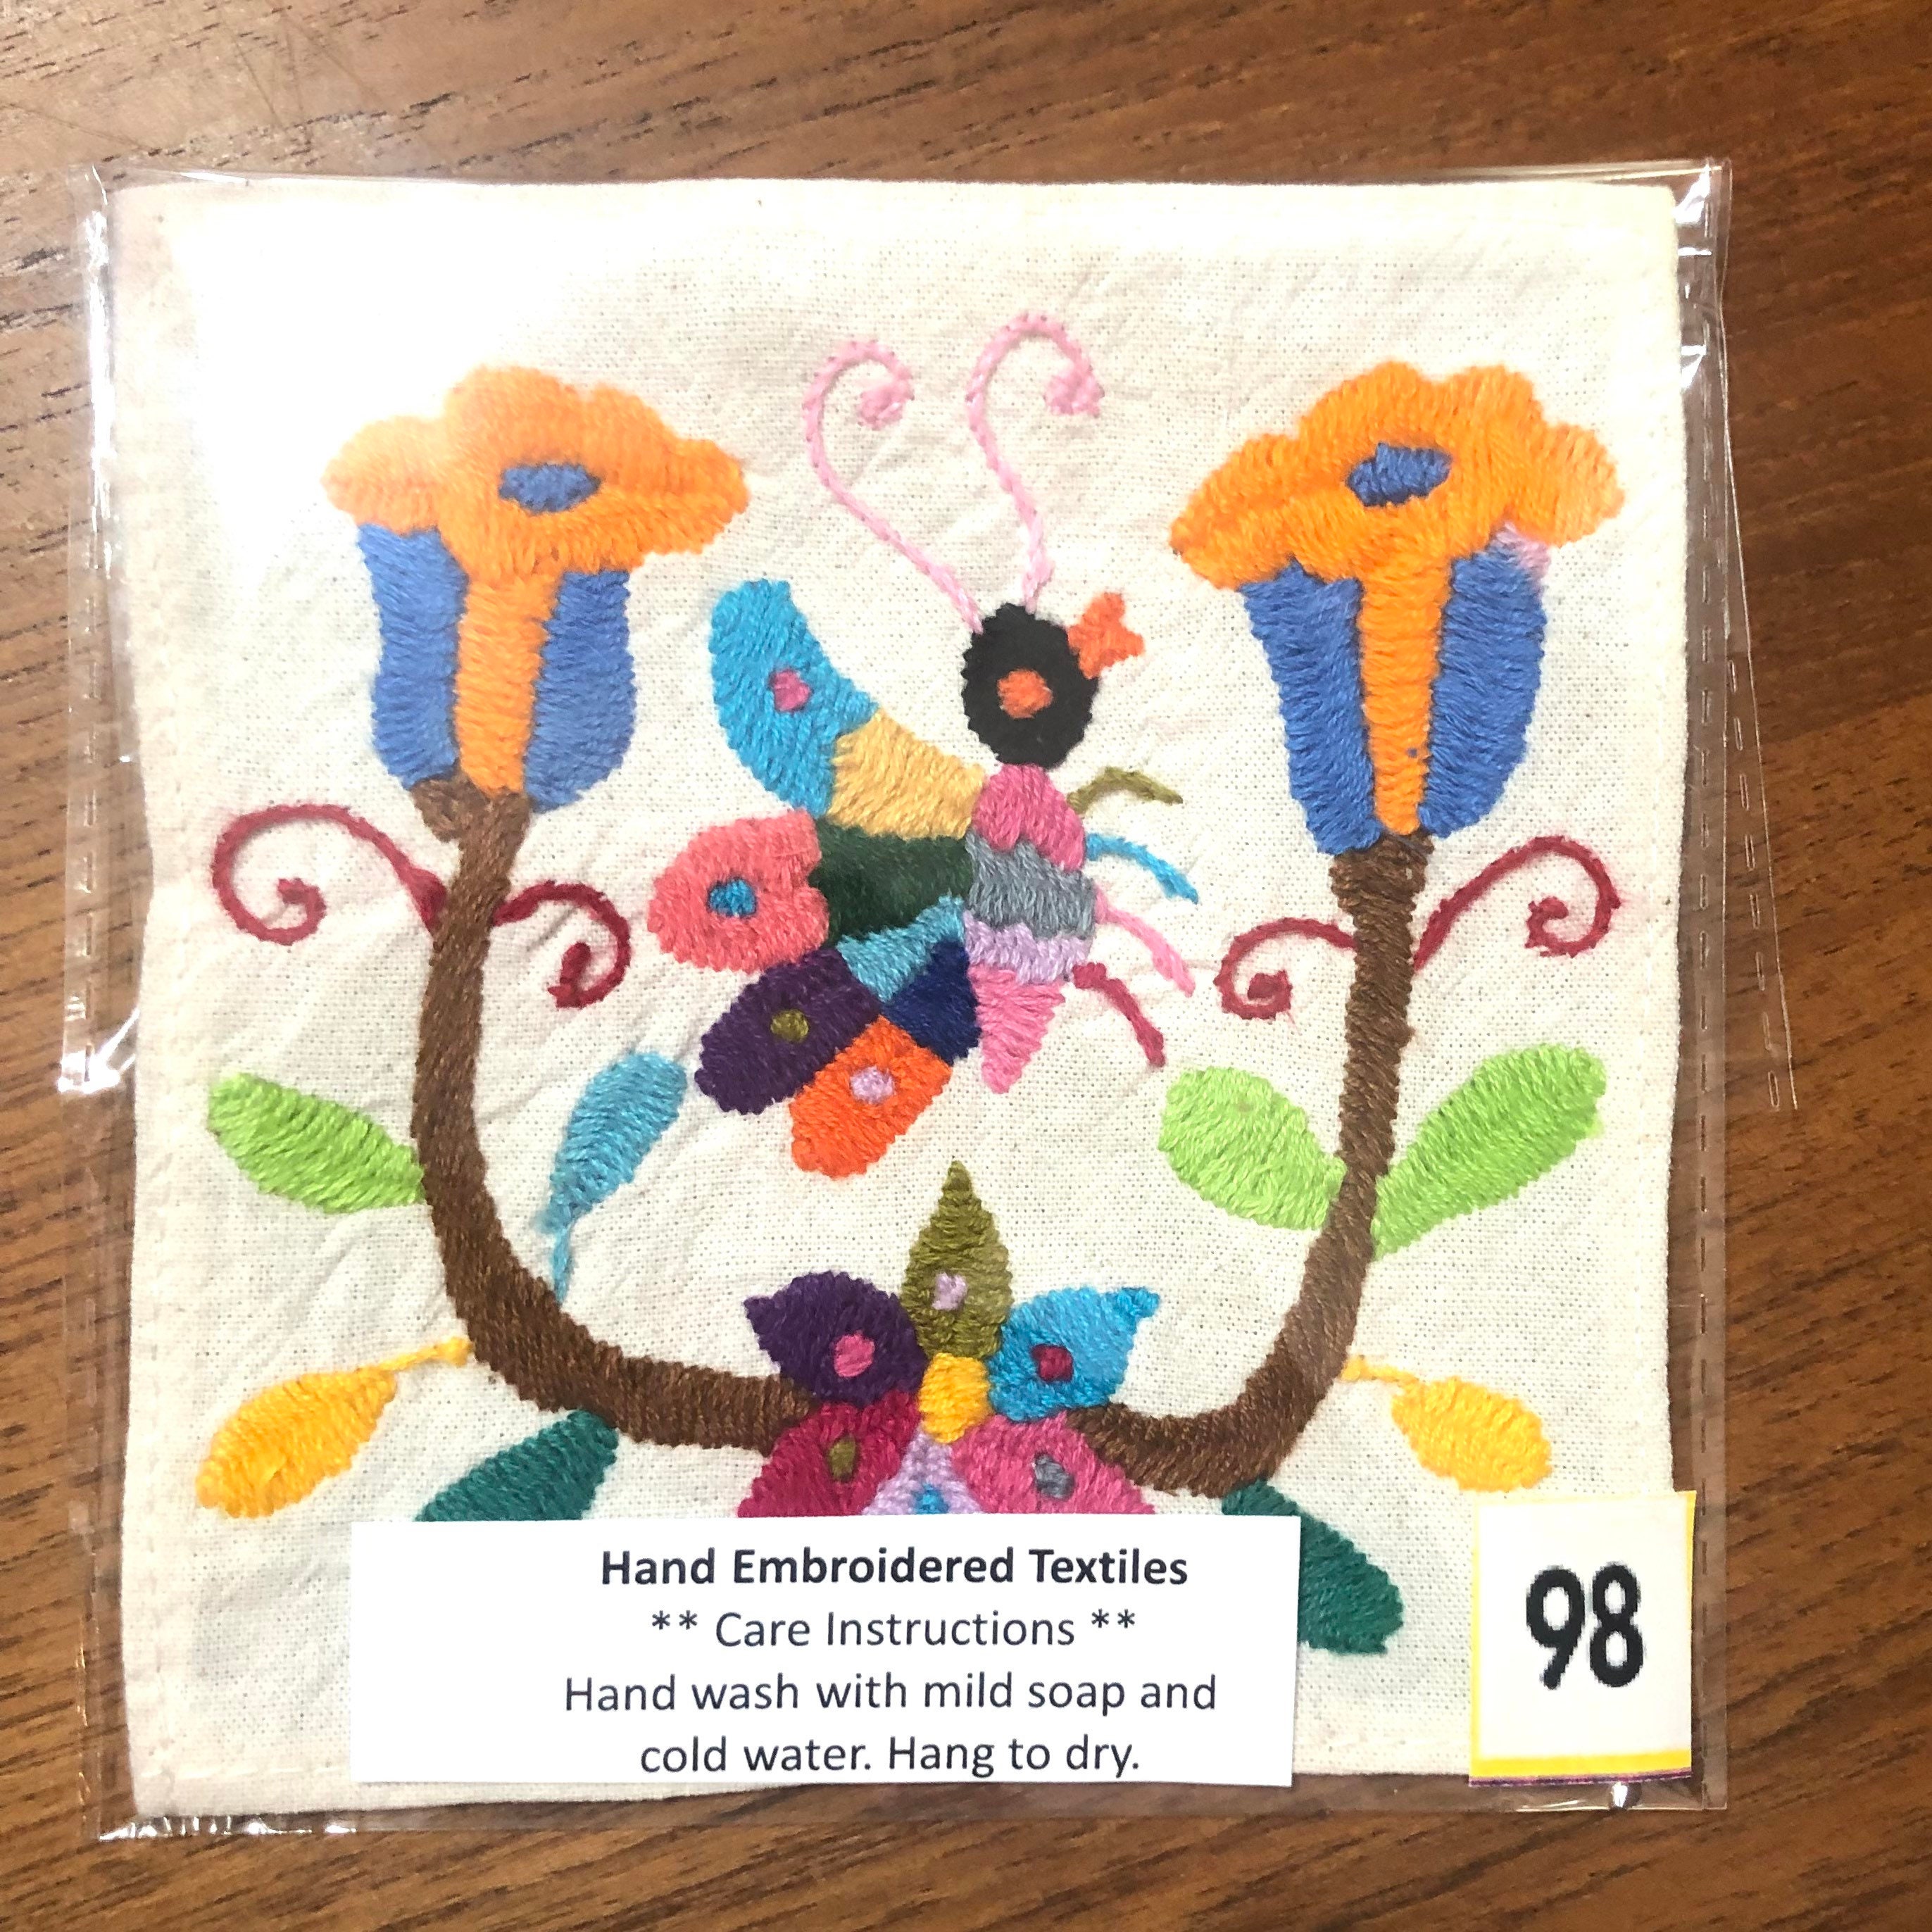 Hand Embroidered Textiles
** Care Instructions **
Hand wash with mild soap and
cold water. Hang to dry.
98